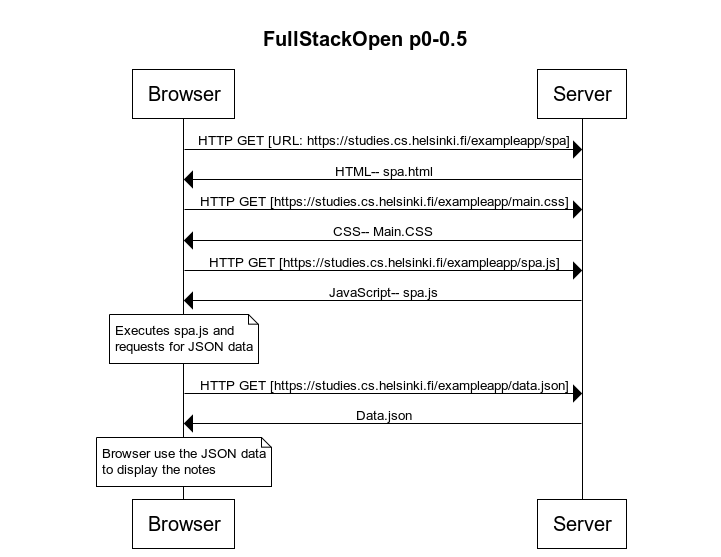 FullStackOpen p0-0.5
Browser
Server
HTTP GET [URL: https://studies.cs.helsinki.fi/exampleapp/spa]
HTML-- spa.html
HTTP GET [https://studies.cs.helsinki.fi/exampleapp/main.css]
CSS-- Main.CSS
HTTP GET [https://studies.cs.helsinki.fi/exampleapp/spa.js]
JavaScript-- spa.js
Executes spa.js and
requests for JSON data
HTTP GET [https://studies.cs.helsinki.fi/exampleapp/data.json]
Data.json
Browser use the JSON data
to display the notes
Browser
Server